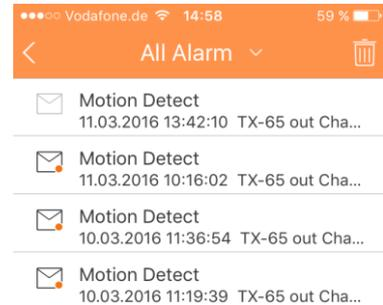 Vodafone.de 14:58 59 %
All Alarm
Motion Detect
11.03.2016 13:42:10 TX-65 out Cha...
Motion Detect
11.03.2016 10:16:02 TX-65 out Cha...
Motion Detect
10.03.2016 11:36:54 TX-65 out Cha...
Motion Detect
10.03.2016 11:19:39 TX-65 out Cha...